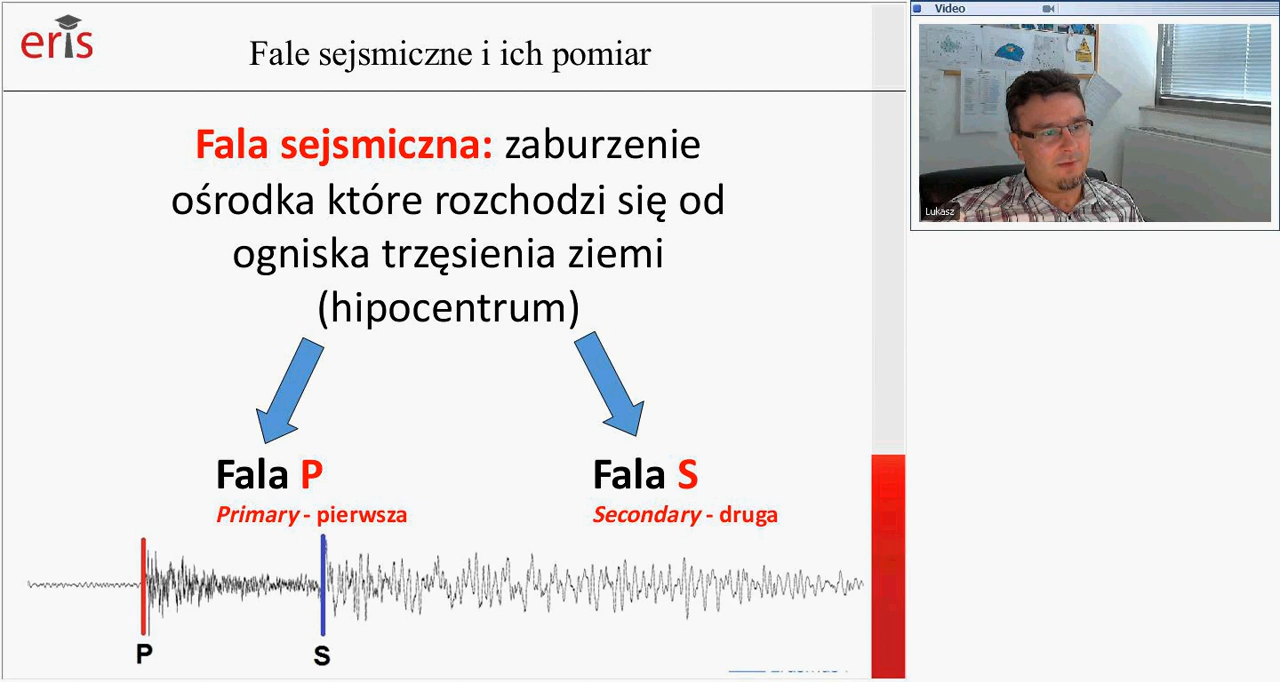 eris
Fale sejsmiczne i ich pomiar
Fala sejsmiczna: zaburzenie
ośrodka które rozchodzi się od
ogniska trzęsienia ziemi
(hipocentrum)
Fala P
Primary - pierwsza
Fala S
Secondary - druga
P
S
Video
Lukasz